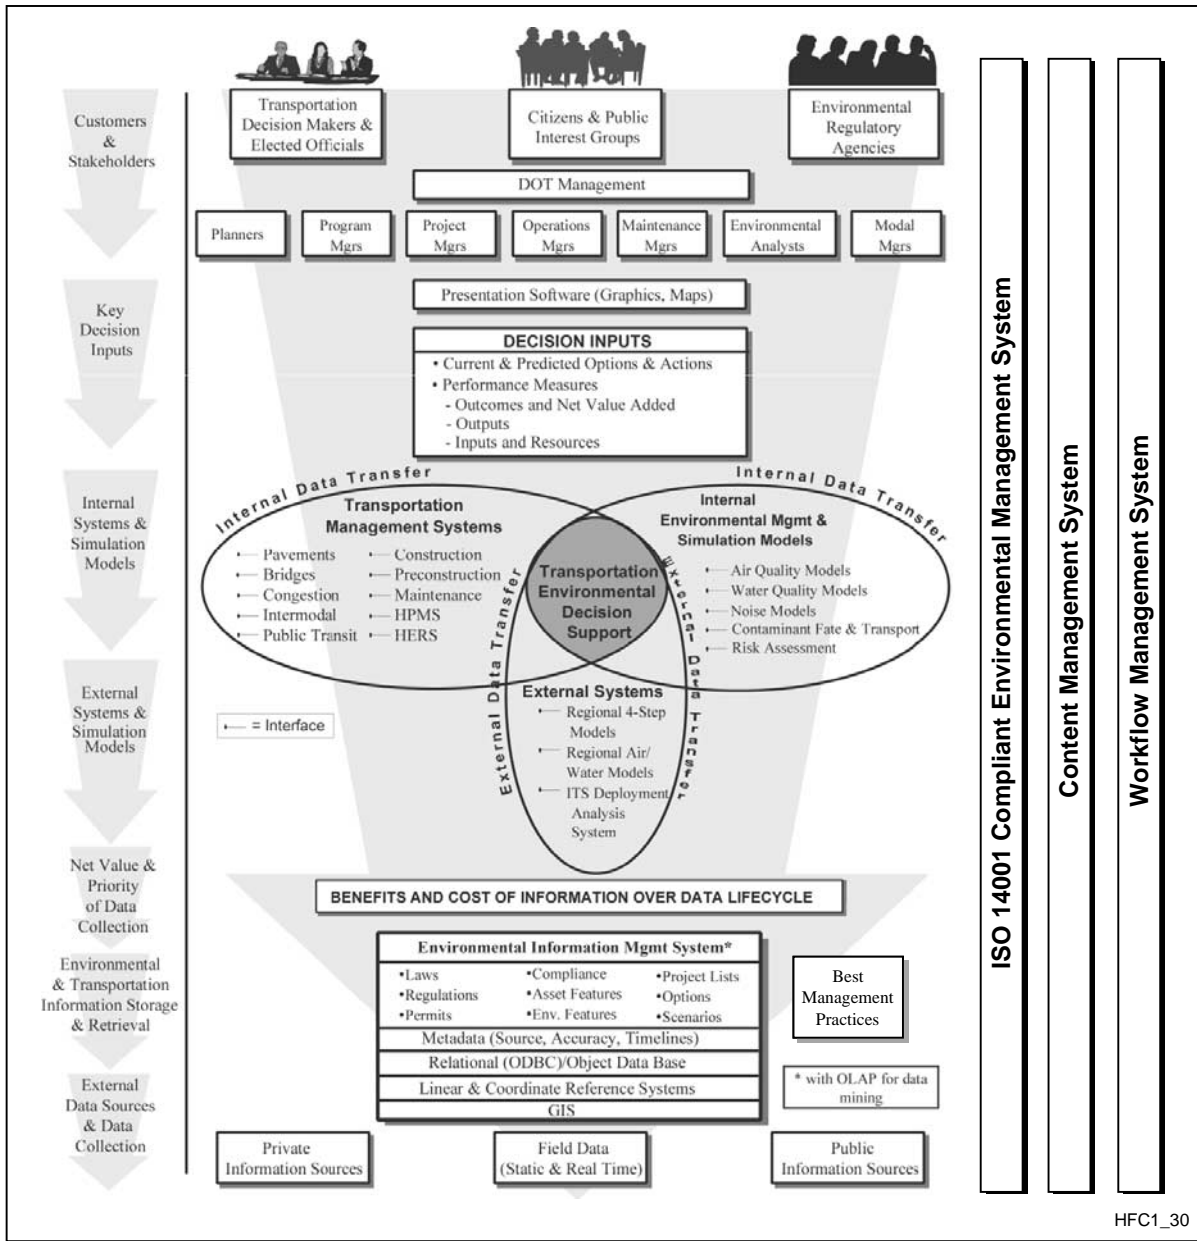 Customers
&
Stakeholders
Transportation
Decision Makers &
Elected Officials
Citizens & Public
Interest Groups
Environmental
Regulatory
Agencies
DOT Management
Planners
Program
Mgrs
Project
Mgrs
Operations
Mgrs
Maintenance
Mgrs
Environmental
Analysts
Modal
Mgrs
Key
Decision
Inputs
Presentation Software (Graphics, Maps)
DECISION INPUTS
• Current & Predicted Options & Actions
• Performance Measures
- Outcomes and Net Value Added
- Outputs
- Inputs and Resources
Internal
Systems &
Simulation
Models
Internal Data Transfer
Transportation
Management Systems
Pavements
Bridges
Congestion
Intermodal
Public Transit
Construction
Preconstruction
Maintenance
HPMS
HERS
Transportation
Environmental
Decision
Support
Internal Data Transfer
Internal
Environmental Mgmt &
Simulation Models
Air Quality Models
Water Quality Models
Noise Models
Contaminant Fate & Transport
Risk Assessment
External
Systems &
Simulation
Models
= Interface
External Data Transfer
External Data Transfer
External Systems
Regional 4-Step
Models
Regional Air/
Water Models
ITS Deployment
Analysis
System
Net Value &
Priority
of Data
Collection
BENEFITS AND COST OF INFORMATION OVER DATA LIFECYCLE
Environmental
& Transportation
Information Storage
& Retrieval
Environmental Information Mgmt System*
•Laws
•Regulations
•Permits
•Compliance
•Asset Features
•Env. Features
•Project Lists
•Options
•Scenarios
Metadata (Source, Accuracy, Timelines)
Relational (ODBC)/Object Data Base
Linear & Coordinate Reference Systems
GIS
Best
Management
Practices
* with OLAP for data
mining
External
Data Sources
& Data
Collection
Private
Information Sources
Field Data
(Static & Real Time)
Public
Information Sources
ISO 14001 Compliant Environmental Management System
Content Management System
Workflow Management System
HFC1_30